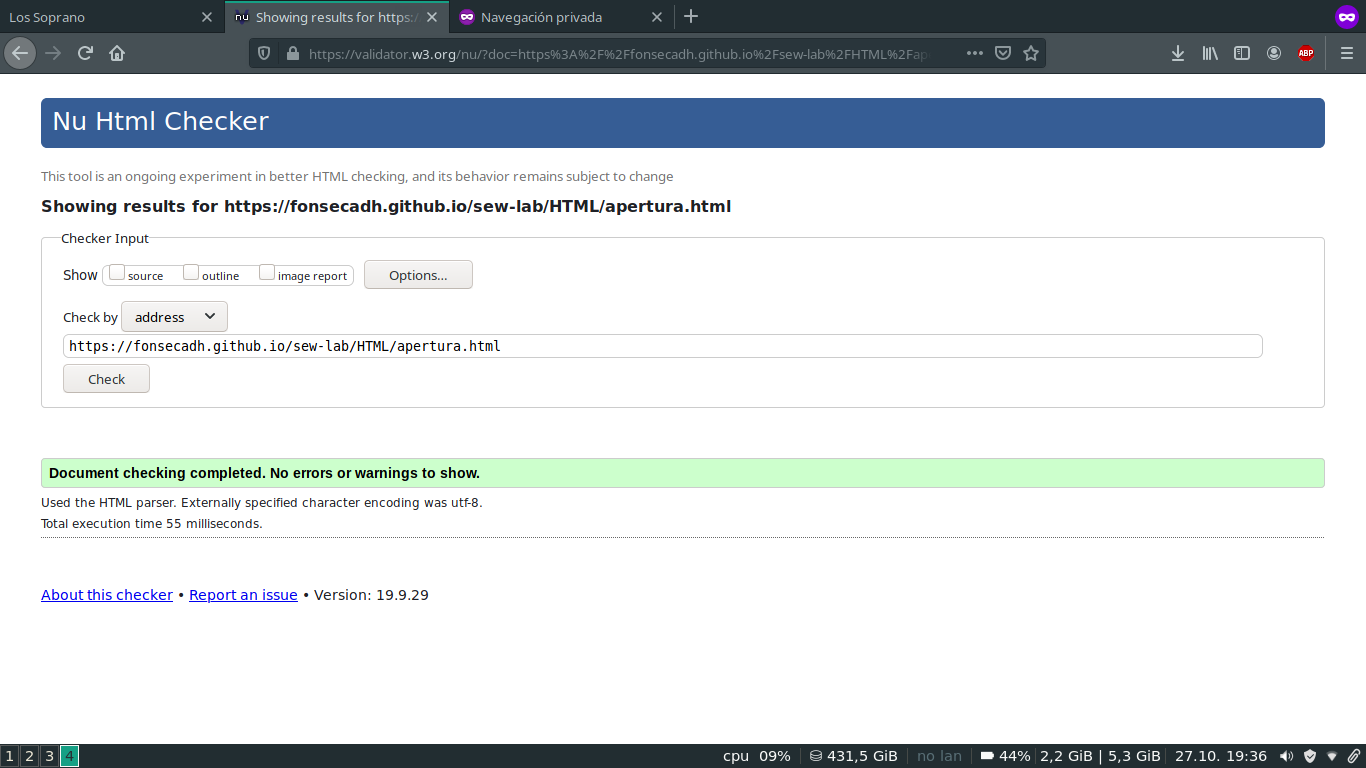 Los Soprano
Showing results for https:/
Navegación privada
https://validator.w3.org/nu/?doc=https%3A%2F%2Ffonsecadh.github.io%2Fsew-lab%2FHTML%2Fap
ABP
Nu Html Checker
This tool is an ongoing experiment in better HTML checking, and its behavior remains subject to change
Showing results for https://fonsecadh.github.io/sew-lab/HTML/apertura.html
Checker Input
Show source outline image report Options...
Check by address
https://fonsecadh.github.io/sew-lab/HTML/apertura.html
Check
Document checking completed. No errors or warnings to show.
Used the HTML parser. Externally specified character encoding was utf-8.
Total execution time 55 milliseconds.
About this checker • Report an issue • Version: 19.9.29
1 2 3 4 cpu 09% 431,5 GiB no lan 44% 2,2 GiB | 5,3 GiB 27.10. 19:36